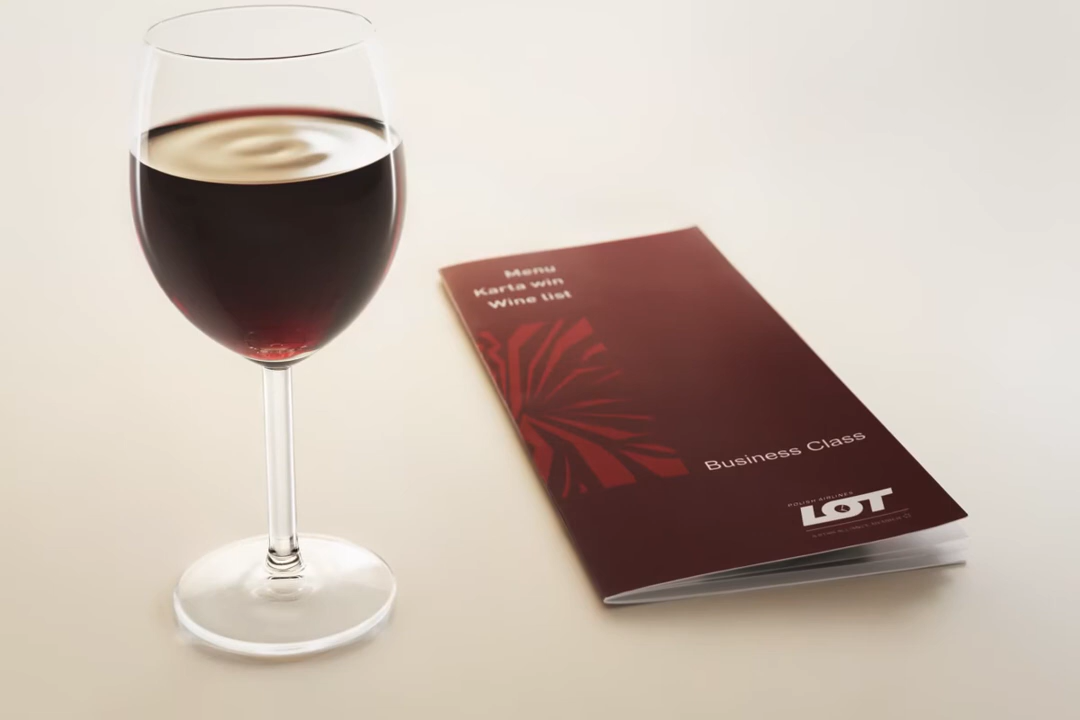 Menu
Karta win
Wine list
Business Class
POLISH AIRLINES
LOT